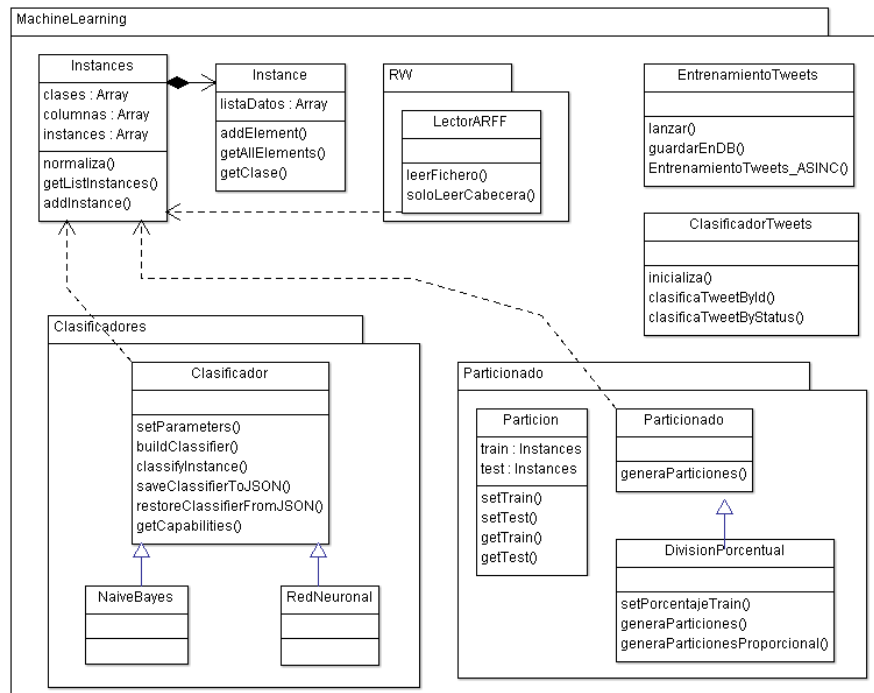 MachineLearning
Instances
clases : Array
columnas : Array
instances : Array
normaliza()
getListInstances()
addInstance()
Instance
listaDatos : Array
addElement()
getAllElements()
getClase()
RW
LectorARFF
leerFichero()
soloLeerCabecera()
EntrenamientoTweets
lanzar()
guardarEnDB()
EntrenamientoTweets_ASINC()
ClasificadorTweets
inicializa()
clasificaTweetById()
clasificaTweetByStatus()
Clasificadores
Clasificador
setParameters()
buildClassifier()
classifyInstance()
saveClassifierToJSON()
restoreClassifierFromJSON()
getCapabilities()
NaiveBayes
RedNeuronal
Particionado
Particion
train : Instances
test : Instances
setTrain()
setTest()
getTrain()
getTest()
Particionado
generaParticiones()
DivisionPorcentual
setPorcentajeTrain()
generaParticiones()
generaParticionesProporcional()